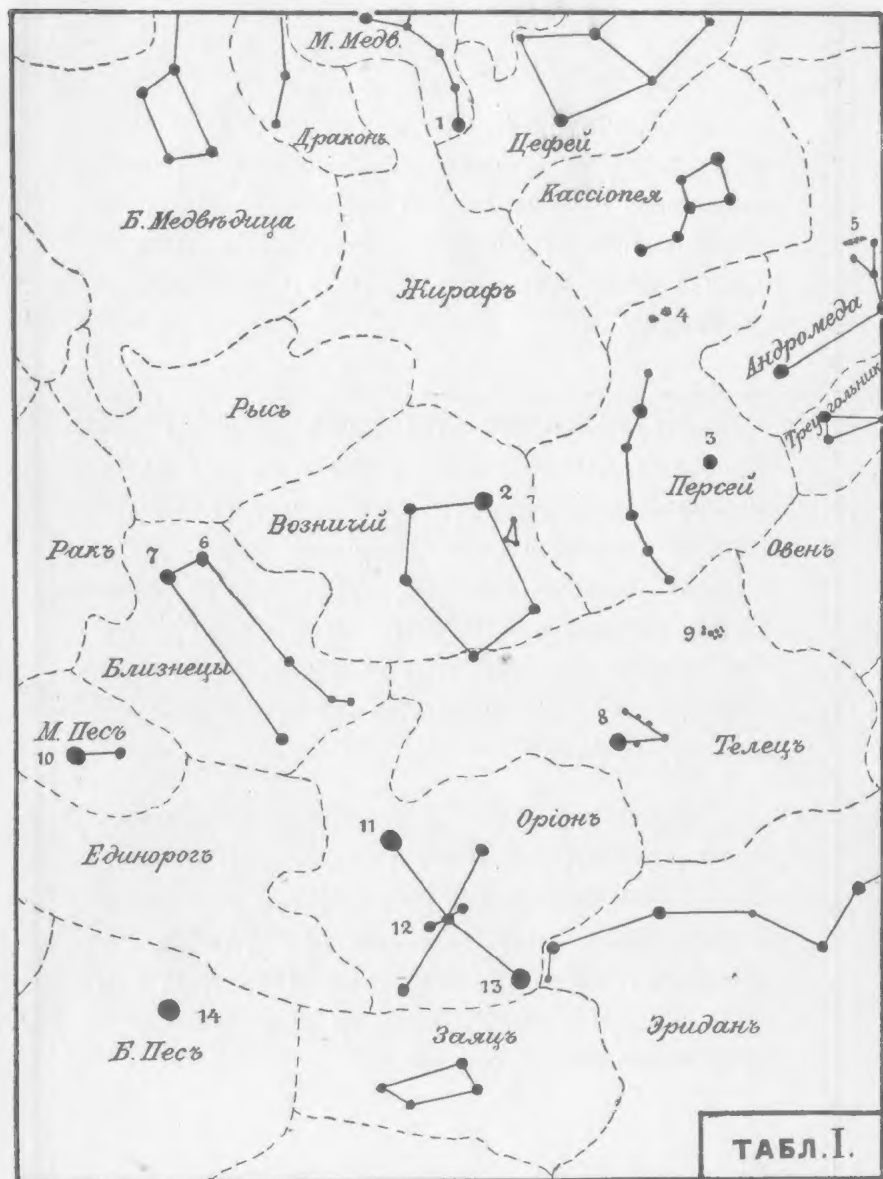 М. Медв.
1
Драконъ
Цефей
Кассіопея
Б. Медвѣдица
5
Жирафъ
4
Андромеда
Треугольник
Рысь
3
Персей
2
Возничій
Овенъ
Ракъ
7
6
9
Близнецы
8
М. Песъ
10
Телецъ
11
Оріонъ
Единорогъ
12
13
14
Заяцъ
Эриданъ
Б. Песъ
ТАБЛ. I.